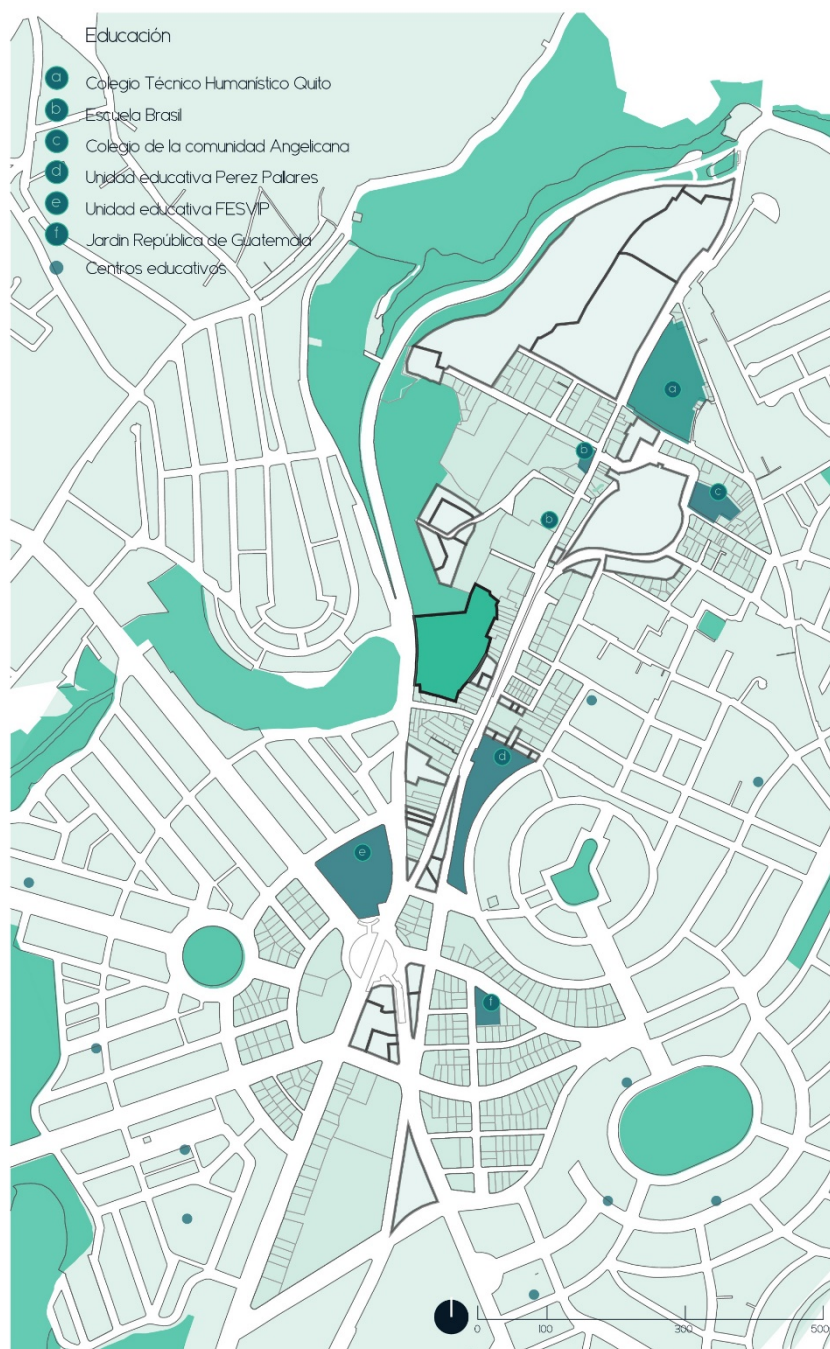 Educación
a Colegio Técnico Humanístico Quito
b Escuela Brasil
c Colegio de la comunidad Angelicana
d Unidad educativa Perez Pallares
e Unidad educativa FESVIP
f Jardin República de Guatemala
Centros educativos
a
b
c
b
d
e
f
0 100 300 500